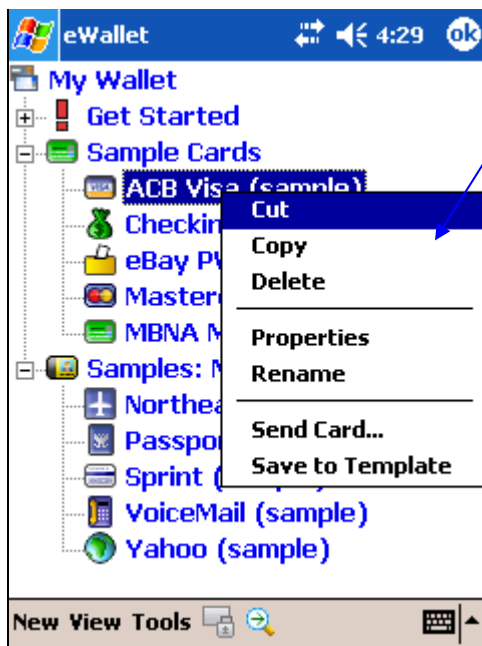 eWallet 4:29 ok
My Wallet
Get Started
Sample Cards
ACB Visa (sample)
Cut
Checkin
Copy
eBay
Delete
Master
MBNA
Properties
Samples:
Rename
Northea
Passpo
Send Card...
Sprint (
Save to Template
VoiceMail (sample)
Yahoo (sample)
New View Tools